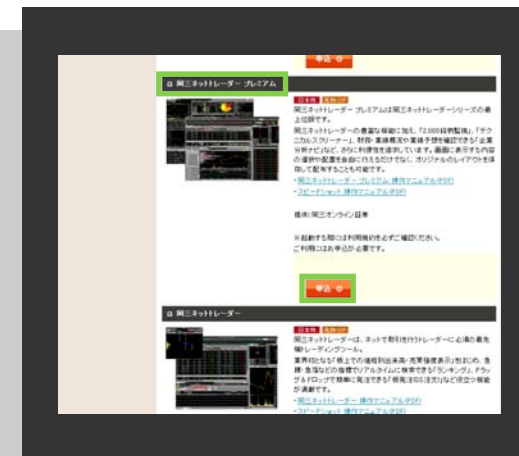 申込
岡三ネットトレーダー プレミアム
日本株 先物・OP
岡三ネットトレーダー プレミアムは岡三ネットトレーダーシリーズの最
上位版です。
岡三ネットトレーダーの豊富な機能に加え、「2,000銘柄監視」、「テク
ニカルスクリーナー」、財務・業績概況や業績予想を確認できる「企業
分析ナビ」など、さらに利便性を追求しています。画面に表示する内容
の選択や配置を自由に行えるだけでなく、オリジナルのレイアウトを保
存して配布することも可能です。
・岡三ネットトレーダー プレミアム 操作マニュアル(PDF)
・スピードショット 操作マニュアル(PDF)
提供:岡三オンライン証券
※起動する際には利用規約を必ずご確認ください。
ご利用にはお申込が必要です。
申込
岡三ネットトレーダー
日本株 先物・OP
岡三ネットトレーダーは、ネットで取引を行うトレーダーに必須の最先
端トレーディングツール。
業界初となる「板上での価格別出来高・売買強度表示」をはじめ、急
騰・急落などの指標でリアルタイムに検索できる「ランキング」、ドラッ
グ&ドロップで簡単に発注できる「板発注(IS注文)」など役立つ機能
が満載です。
・岡三ネットトレーダー 操作マニュアル(PDF)
・スピードショット 操作マニュアル(PDF)